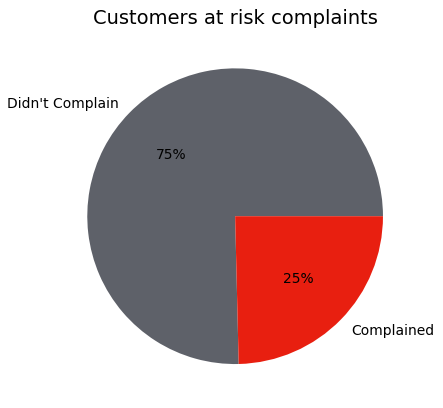 Customers at risk complaints
Didn't Complain
75%
25%
Complained